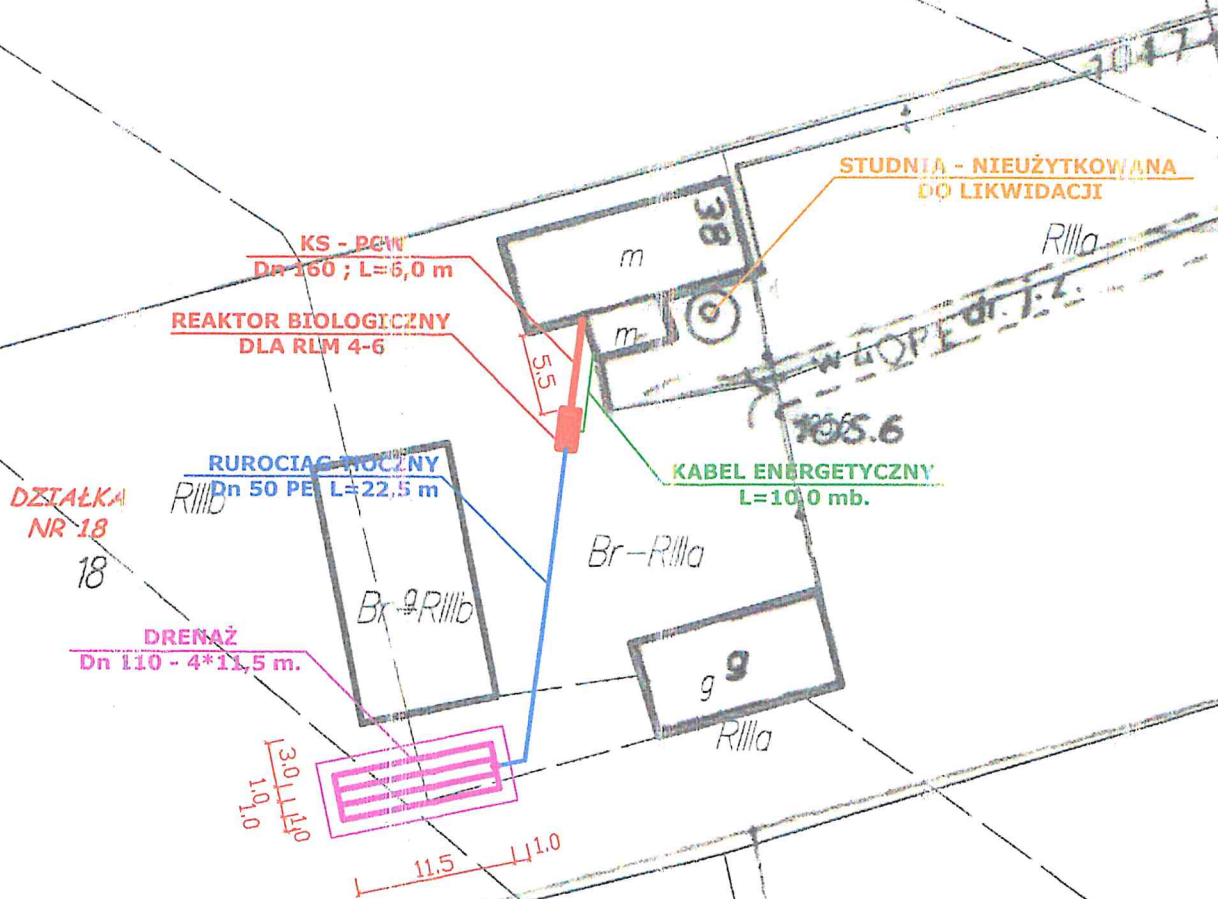 1047
STUDNIA - NIEUŻYTKOWANA
DO LIKWIDACJI
38
m
RIIIa
KS - PCW
Dn 160 ; L=6,0 m
REAKTOR BIOLOGICZNY
DLA RLM 4-6
m
5.5
dr. j.z.
RUROCIĄG TŁOCZNY
Dn 50 PE L=22,5 m
KABEL ENERGETYCZNY
L=10,0 mb.
DZIAŁKA
NR 18
18
RIIIb
Br-RIIIa
Br-RIIIb
g
DRENAŻ
Dn 110 - 4*11,5 m.
g
g
RIIIa
3.0
1.0
1.0
1.0
11.5
1.0